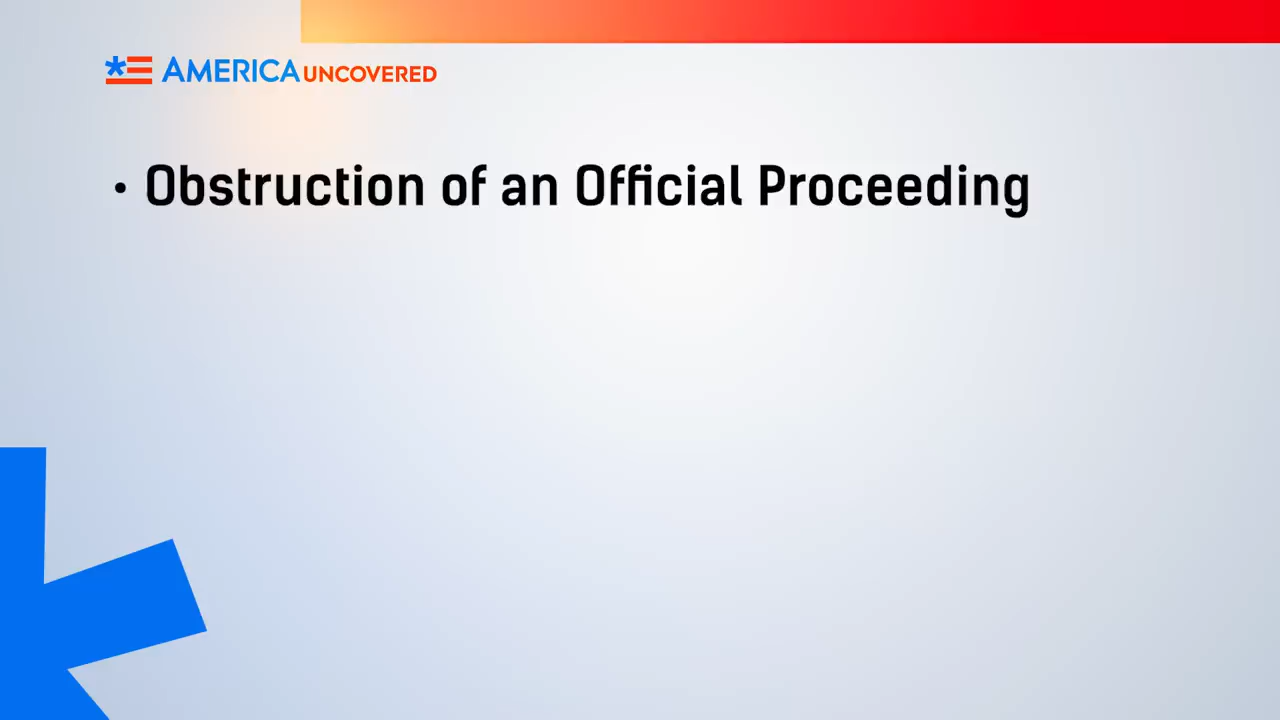 AMERICA UNCOVERED
• Obstruction of an Official Proceeding